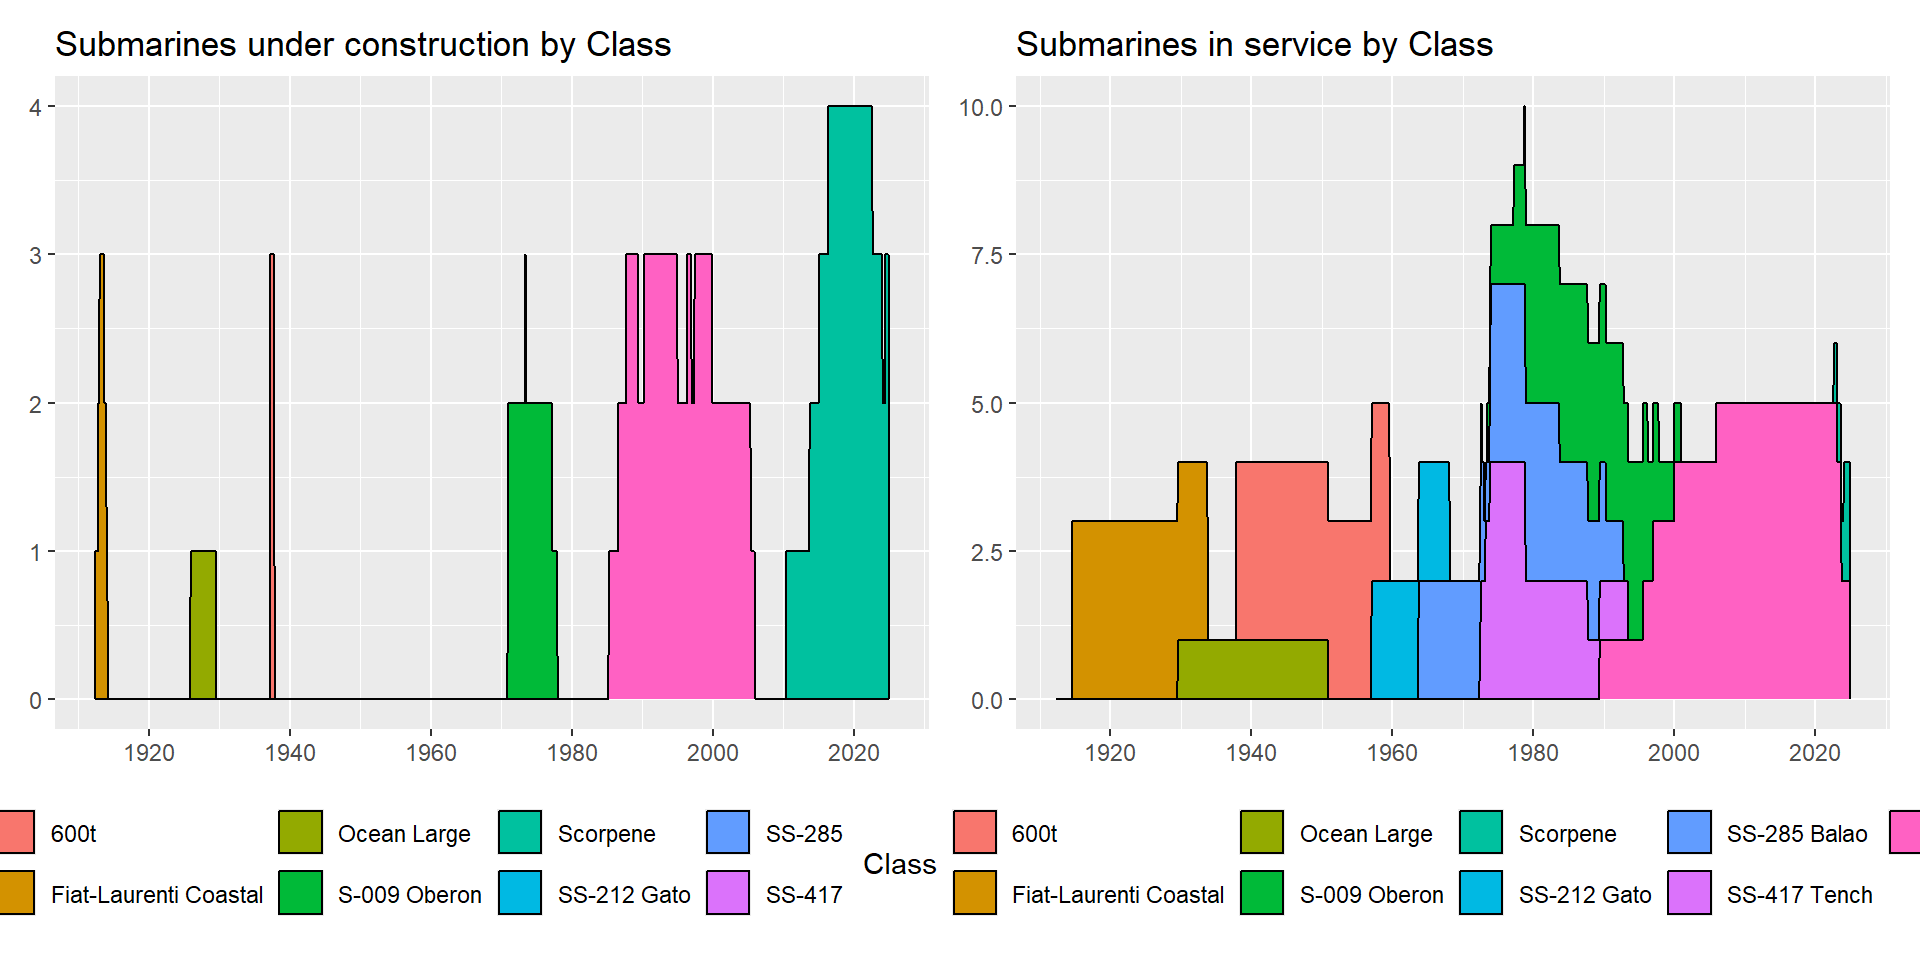 Submarines under construction by Class
4
3
2
1
0
1920 1940 1960 1980 2000 2020
600t Ocean Large Scorpene SS-285
Fiat-Laurenti Coastal S-009 Oberon SS-212 Gato SS-417
Submarines in service by Class
10.0
7.5
5.0
2.5
0.0
1920 1940 1960 1980 2000 2020
Class
600t Ocean Large Scorpene SS-285 Balao
Fiat-Laurenti Coastal S-009 Oberon SS-212 Gato SS-417 Tench